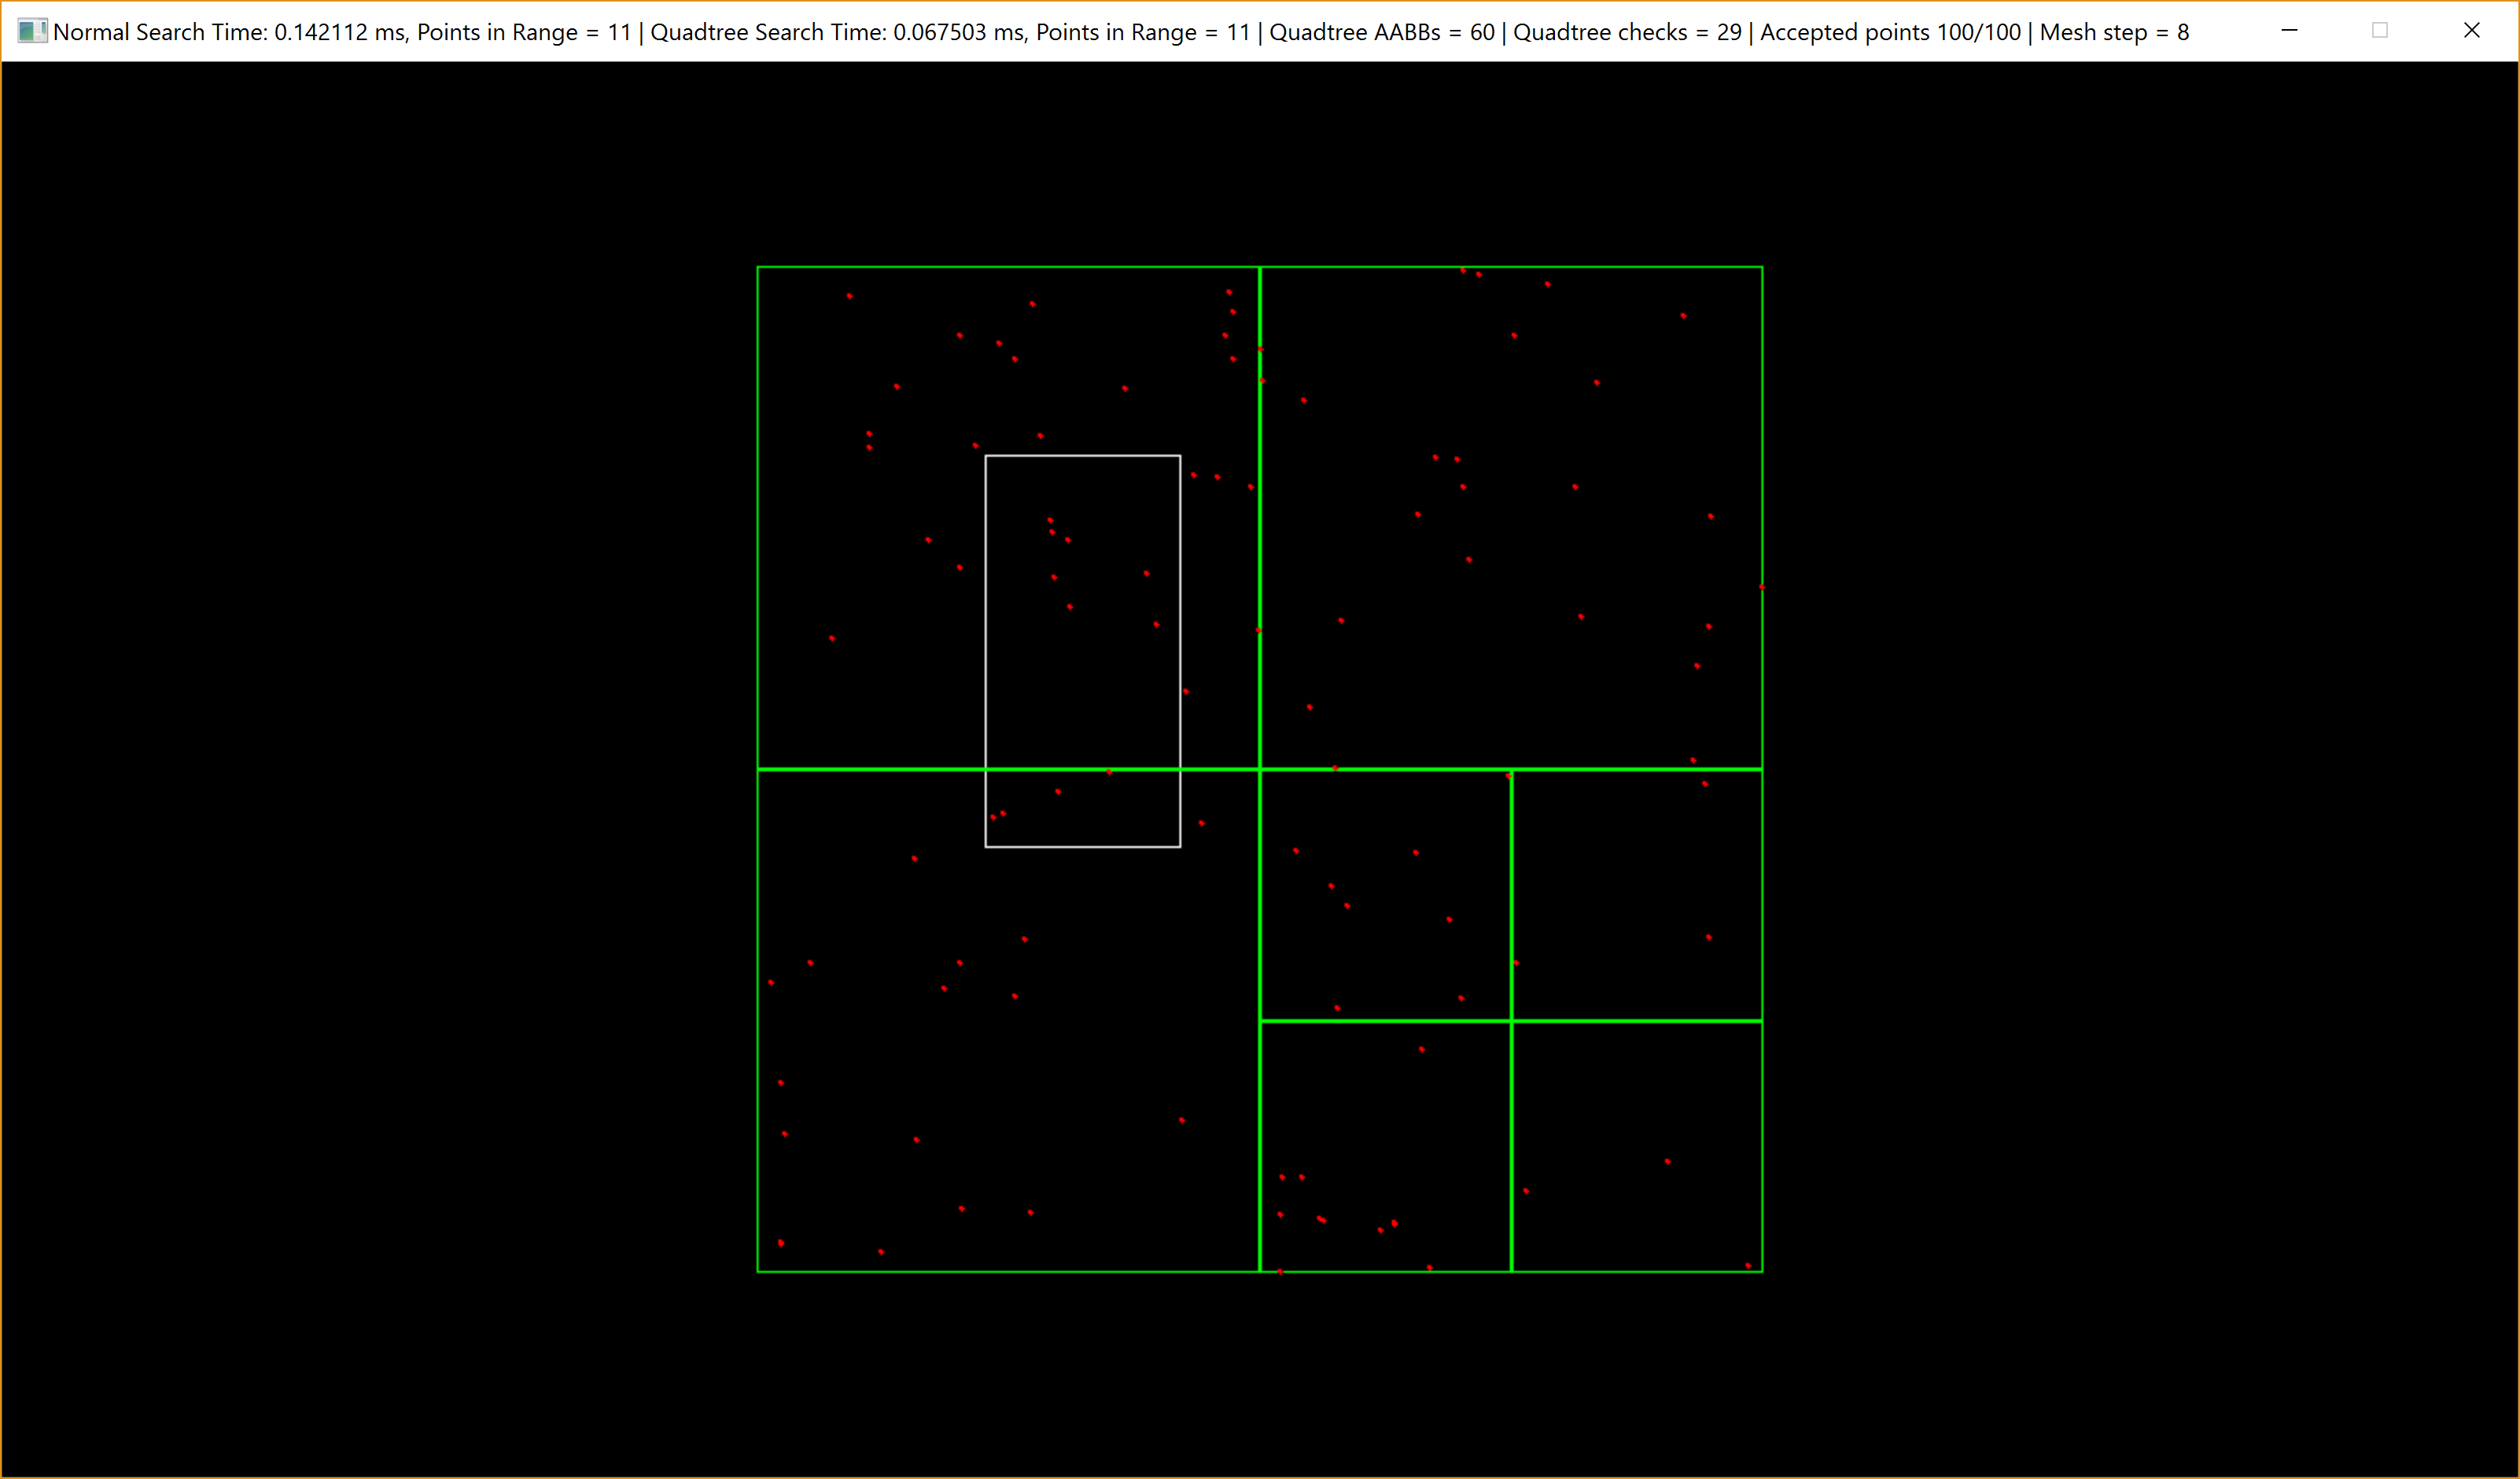 Normal Search Time: 0.142112 ms, Points in Range = 11 | Quadtree Search Time: 0.067503 ms, Points in Range = 11 | Quadtree AABBs = 60 | Quadtree checks = 29 | Accepted points 100/100 | Mesh step = 8